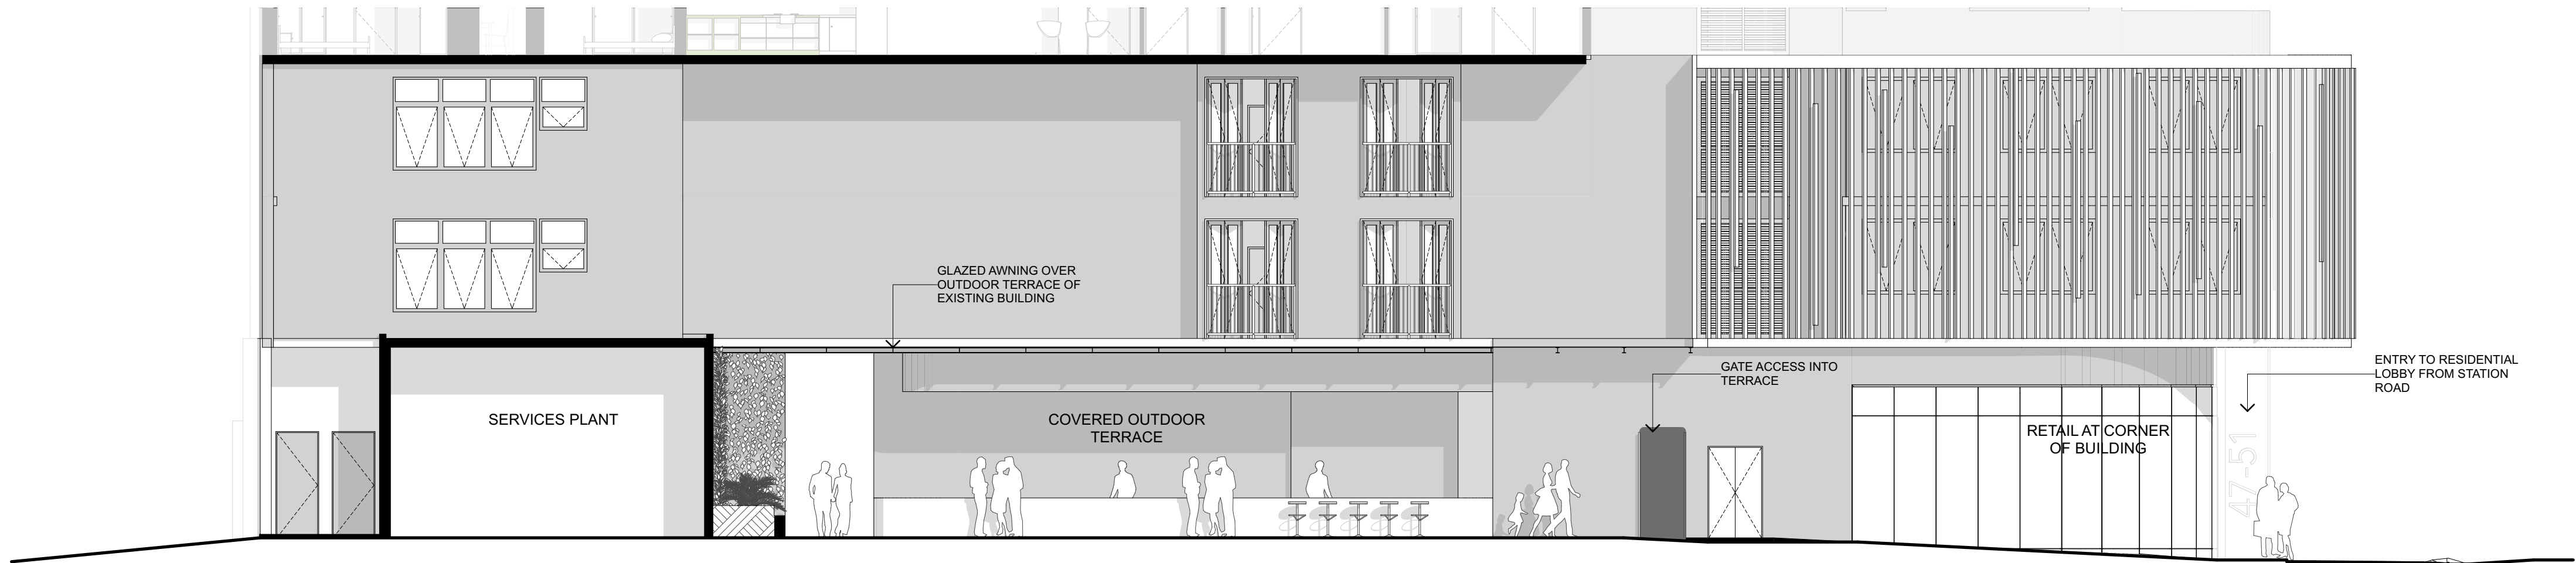 GLAZED AWNING OVER
OUTDOOR TERRACE OF
EXISTING BUILDING
SERVICES PLANT
COVERED OUTDOOR
TERRACE
GATE ACCESS INTO
TERRACE
RETAIL AT CORNER
OF BUILDING
ENTRY TO RESIDENTIAL
LOBBY FROM STATION
ROAD
47-51